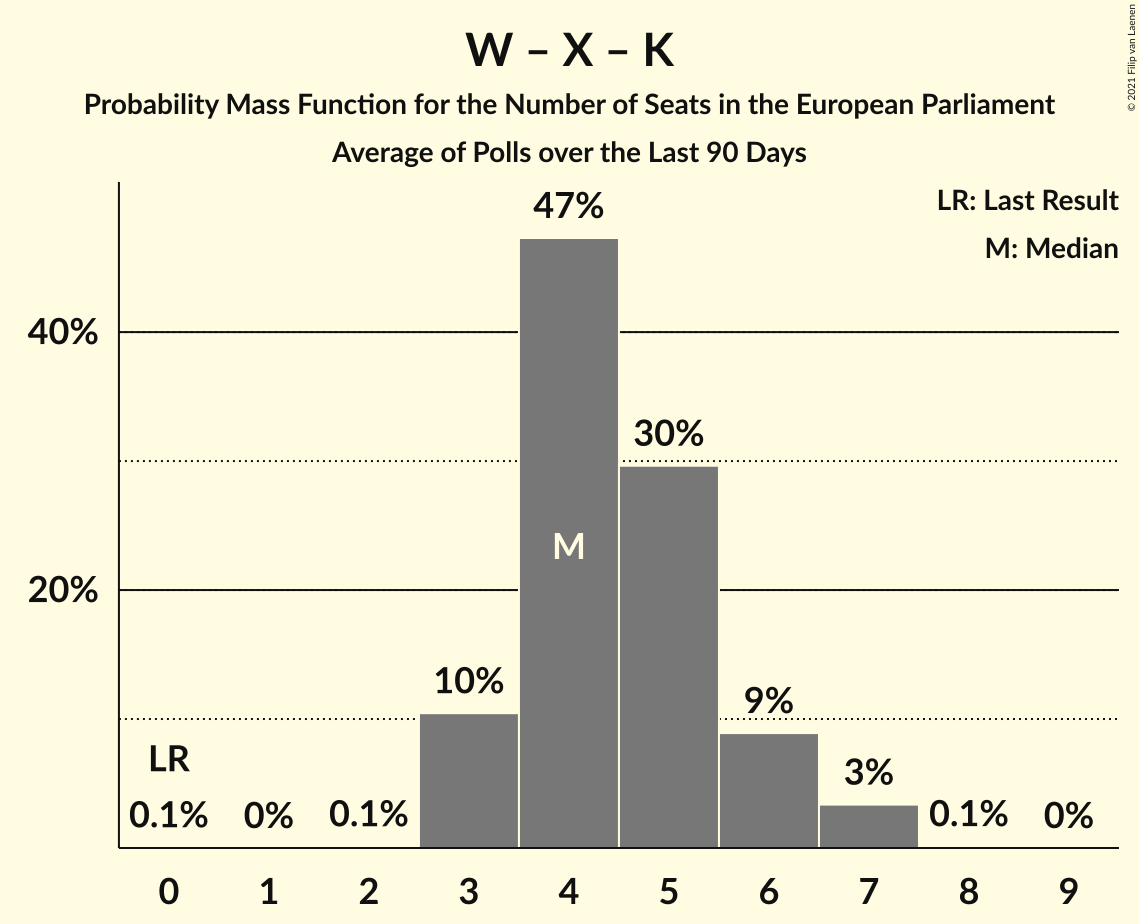 W – X – K
Probability Mass Function for the Number of Seats in the European Parliament
Average of Polls over the Last 90 Days
© 2021 Filip van Laenen
LR: Last Result
M: Median
40%
20%
47%
30%
M
10%
9%
LR
3%
0.1%
0%
0.1%
0.1%
0%
0 1 2 3 4 5 6 7 8 9